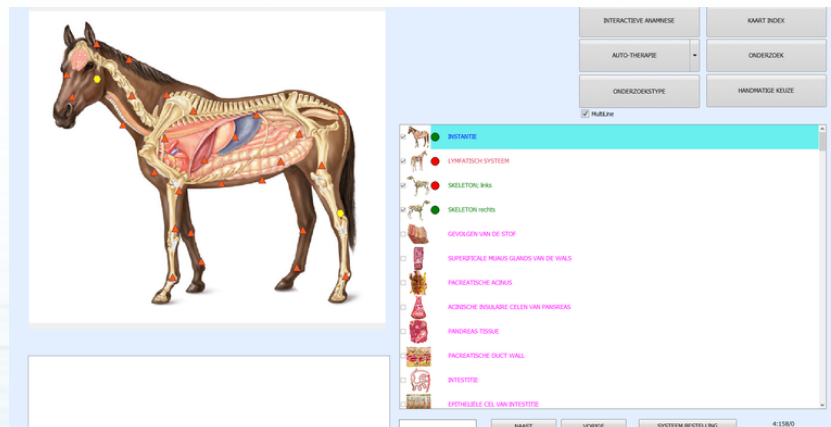 INTERACTIEVE ANAMNESE
KAART INDEX
AUTO-THERAPIE
ONDERZOEK
ONDERZOEKSTYPE
HANDMATIGE KEUZE
MultiLine
INSTANTIE
LYMFATISCH SYSTEEM
SKELETON; links
SKELETON rechts
GEVOLGEN VAN DE STOF
SUPERIFICALE MUAUS GLANDS VAN DE WALS
PACREATISCHE ACINUS
ACINISCHE INSULAIRE CELEN VAN PANSREAS
PANDREAS TISSUE
PACREATISCHE DUCT WALL
INTESTITIE
EPITHELIËLE CEL VAN INTESTITIE
NAAST
VORIGE
SYSTEEM BESTELLING
4:158/0